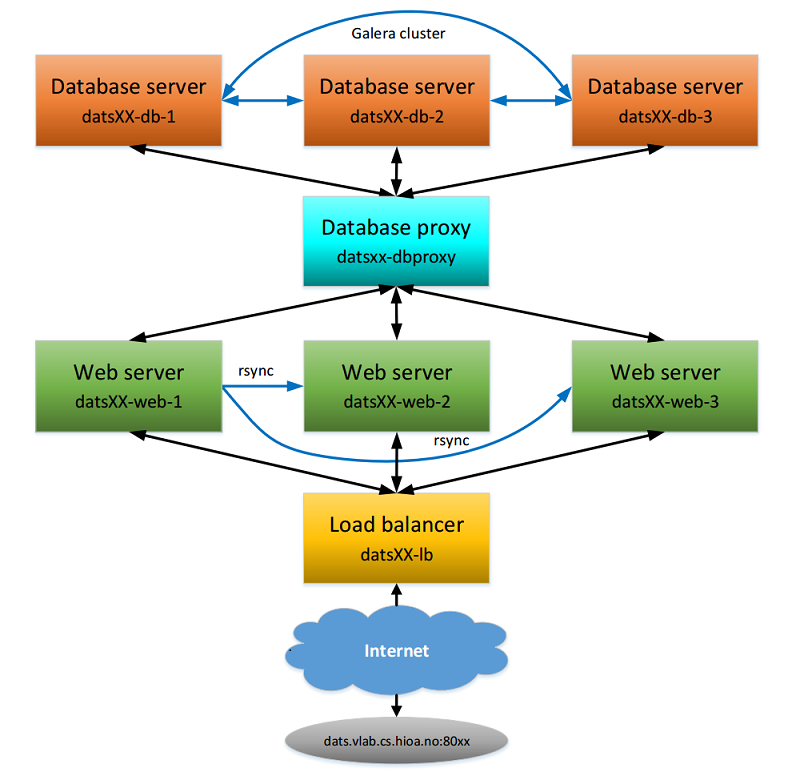 Galera cluster
Database server
datsXX-db-1
Database server
datsXX-db-2
Database server
datsXX-db-3
Database proxy
datsxx-dbproxy
Web server
datsXX-web-1
rsync
Web server
datsXX-web-2
Web server
datsXX-web-3
rsync
Load balancer
datsXX-lb
Internet
dats.vlab.cs.hioa.no:80xx